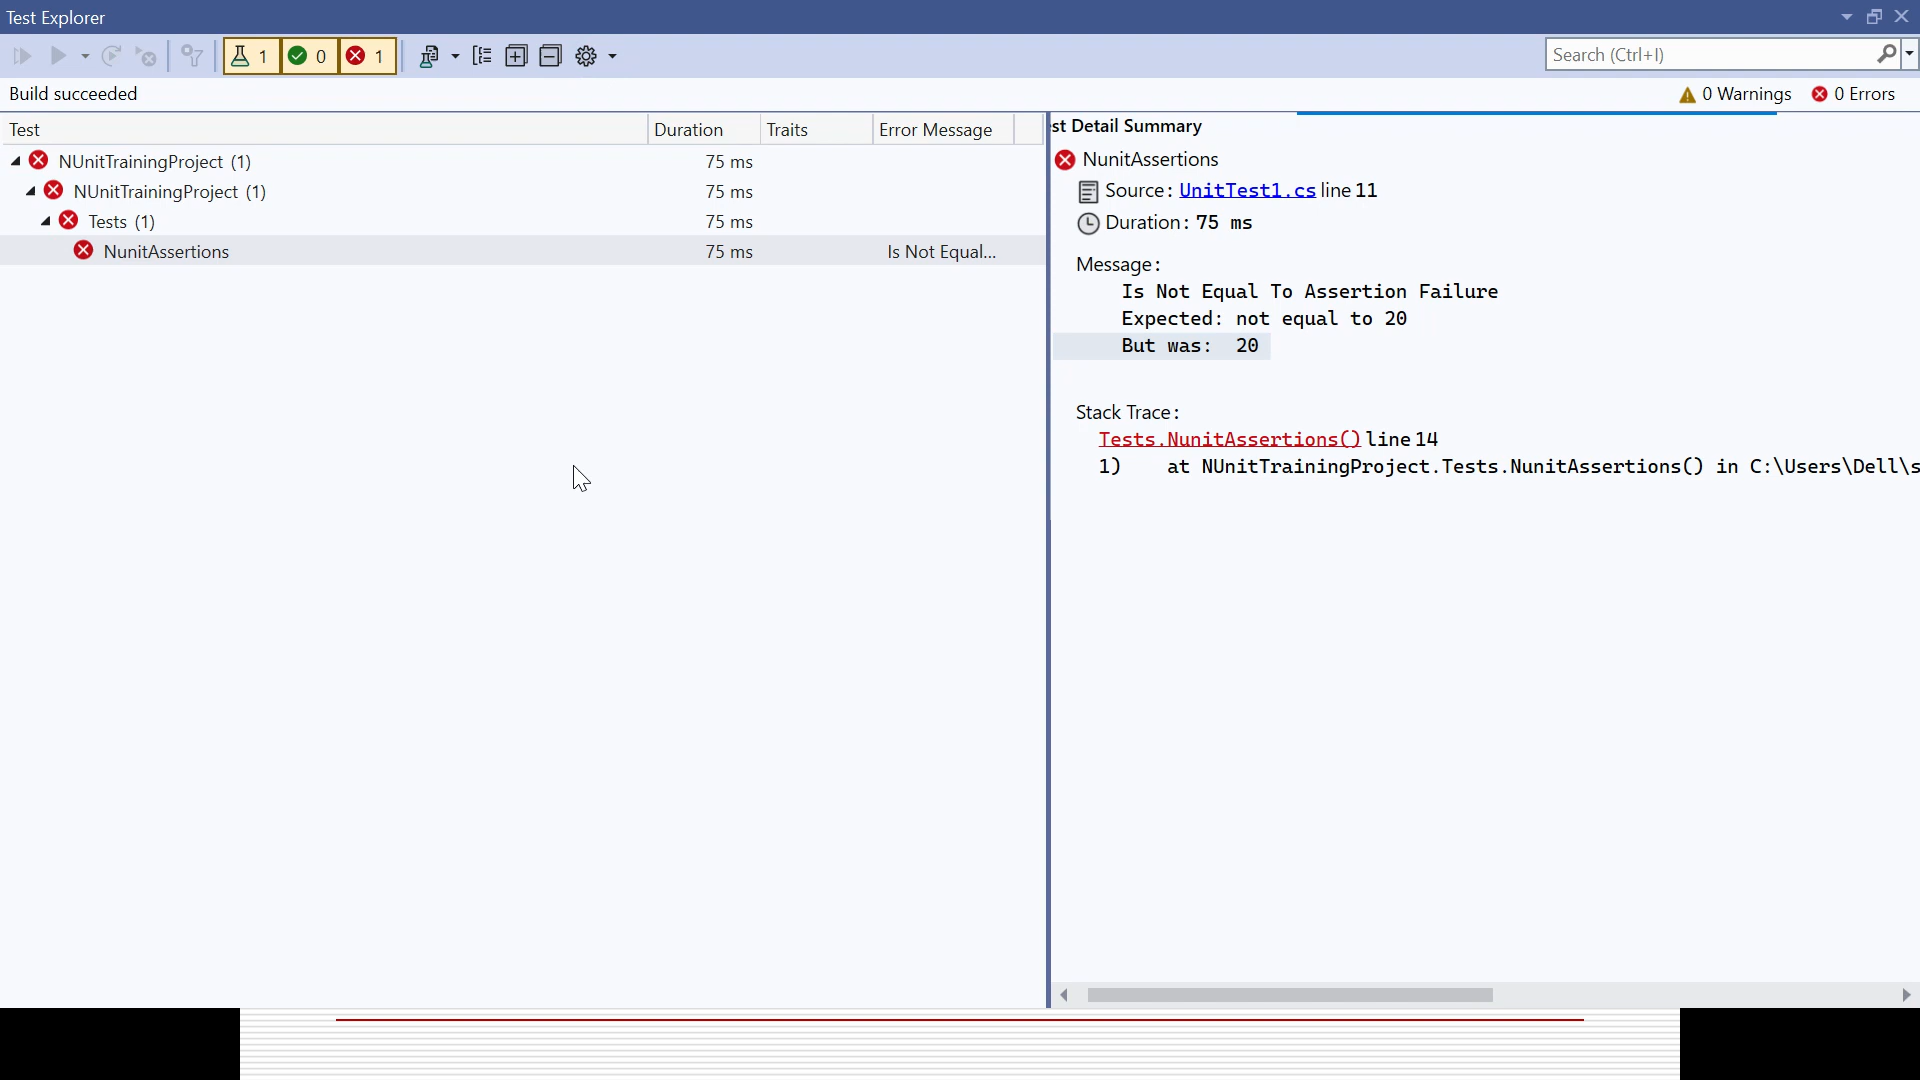 Test Explorer
1 0 1
Search (Ctrl+I)
Build succeeded
0 Warnings 0 Errors
Test Duration Traits Error Message
NUnitTrainingProject (1) 75 ms
NUnitTrainingProject (1) 75 ms
Tests (1) 75 ms
NunitAssertions 75 ms Is Not Equal...
st Detail Summary
NunitAssertions
Source: UnitTest1.cs line 11
Duration: 75 ms
Message:
Is Not Equal To Assertion Failure
Expected: not equal to 20
But was: 20
Stack Trace:
Tests.NunitAssertions() line 14
1) at NUnitTrainingProject.Tests.NunitAssertions() in C:\Users\Dell\s